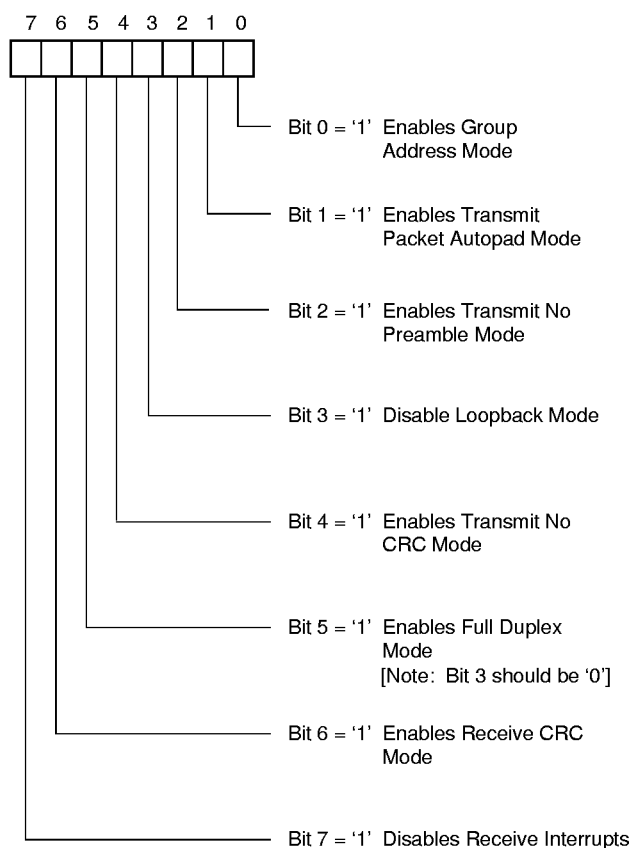 7 6 5 4 3 2 1 0
Bit 0 = ‘1’ Enables Group
Address Mode
Bit 1 = ‘1’ Enables Transmit
Packet Autopad Mode
Bit 2 = ‘1’ Enables Transmit No
Preamble Mode
Bit 3 = ‘1’ Disable Loopback Mode
Bit 4 = ‘1’ Enables Transmit No
CRC Mode
Bit 5 = ‘1’ Enables Full Duplex
Mode
[Note: Bit 3 should be ‘0’]
Bit 6 = ‘1’ Enables Receive CRC
Mode
Bit 7 = ‘1’ Disables Receive Interrupts